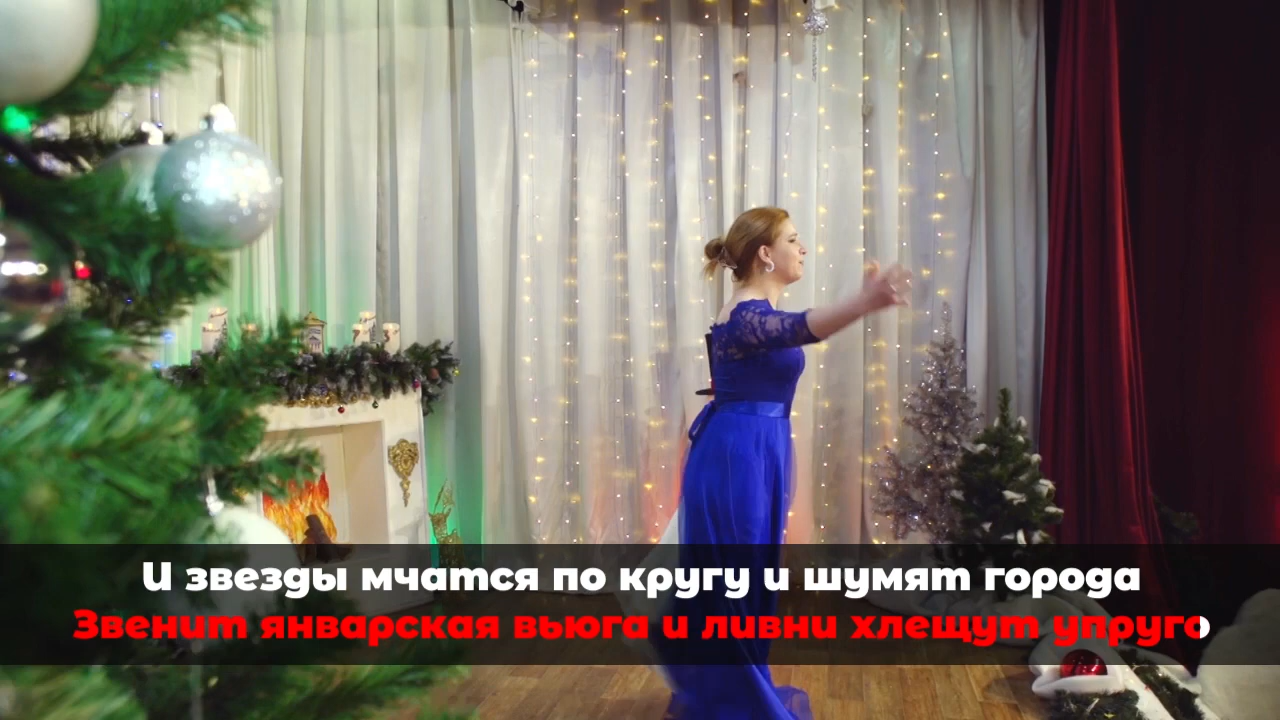 И звезды мчатся по кругу и шумят города
Звенит январская вьюга и ливни хлещут упруго